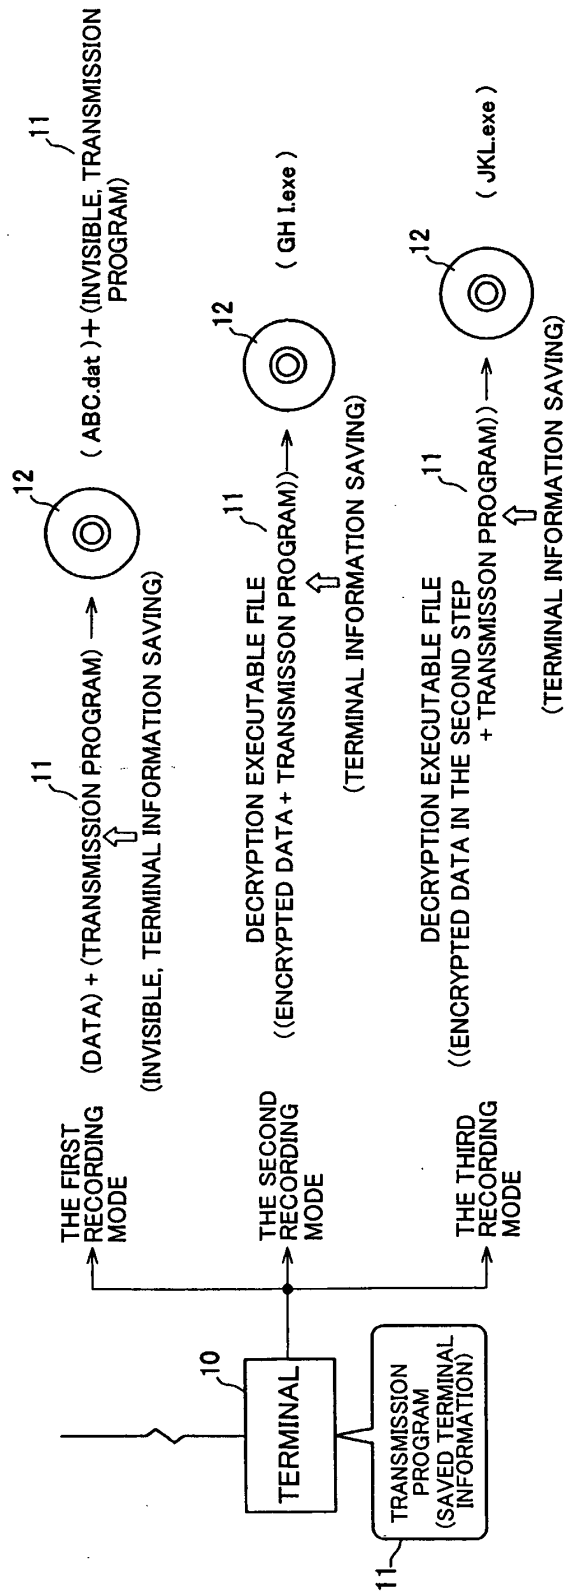 10
TERMINAL
11
TRANSMISSION
PROGRAM
(SAVED TERMINAL
INFORMATION)
THE FIRST
RECORDING
MODE
11
(DATA) + (TRANSMISSION PROGRAM)
(INVISIBLE, TERMINAL INFORMATION SAVING)
12
11
(ABC.dat) + (INVISIBLE, TRANSMISSION
PROGRAM)
THE SECOND
RECORDING
MODE
DECRYPTION EXECUTABLE FILE
11
((ENCRYPTED DATA + TRANSMISSON PROGRAM))
(TERMINAL INFORMATION SAVING)
12
(GHI.exe)
THE THIRD
RECORDING
MODE
DECRYPTION EXECUTABLE FILE
((ENCRYPTED DATA IN THE SECOND STEP
11
+ TRANSMISSON PROGRAM))
(TERMINAL INFORMATION SAVING)
12
(JKL.exe)